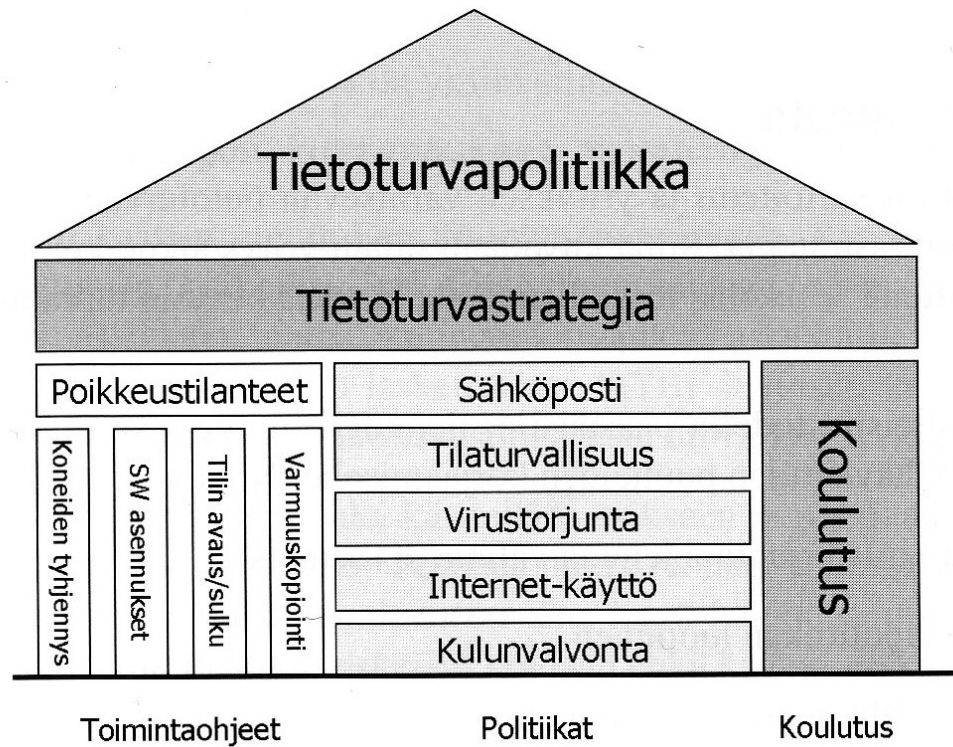 Tietoturvapolitiikka
Tietoturvastrategia
Poikkeustilanteet
Koneiden tyhjennys
SW asennukset
Tilin avaus/sulku
Varmuuskopiointi
Sähköposti
Tilaturvallisuus
Virustorjunta
Internet-käyttö
Kulunvalvonta
Koulutus
Toimintaohjeet
Politiikat
Koulutus